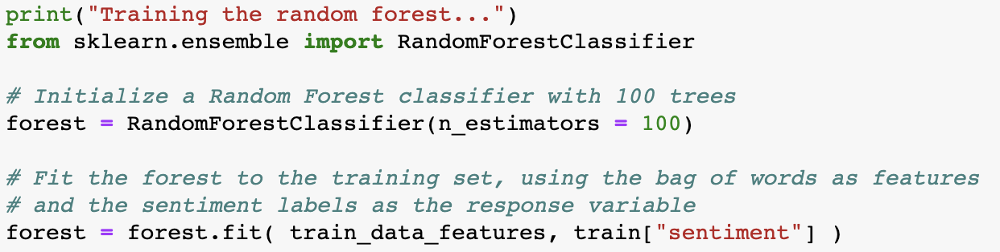 print("Training the random forest...")
from sklearn.ensemble import RandomForestClassifier
# Initialize a Random Forest classifier with 100 trees
forest = RandomForestClassifier(n_estimators = 100)
# Fit the forest to the training set, using the bag of words as features
# and the sentiment labels as the response variable
forest = forest.fit( train_data_features, train["sentiment"] )